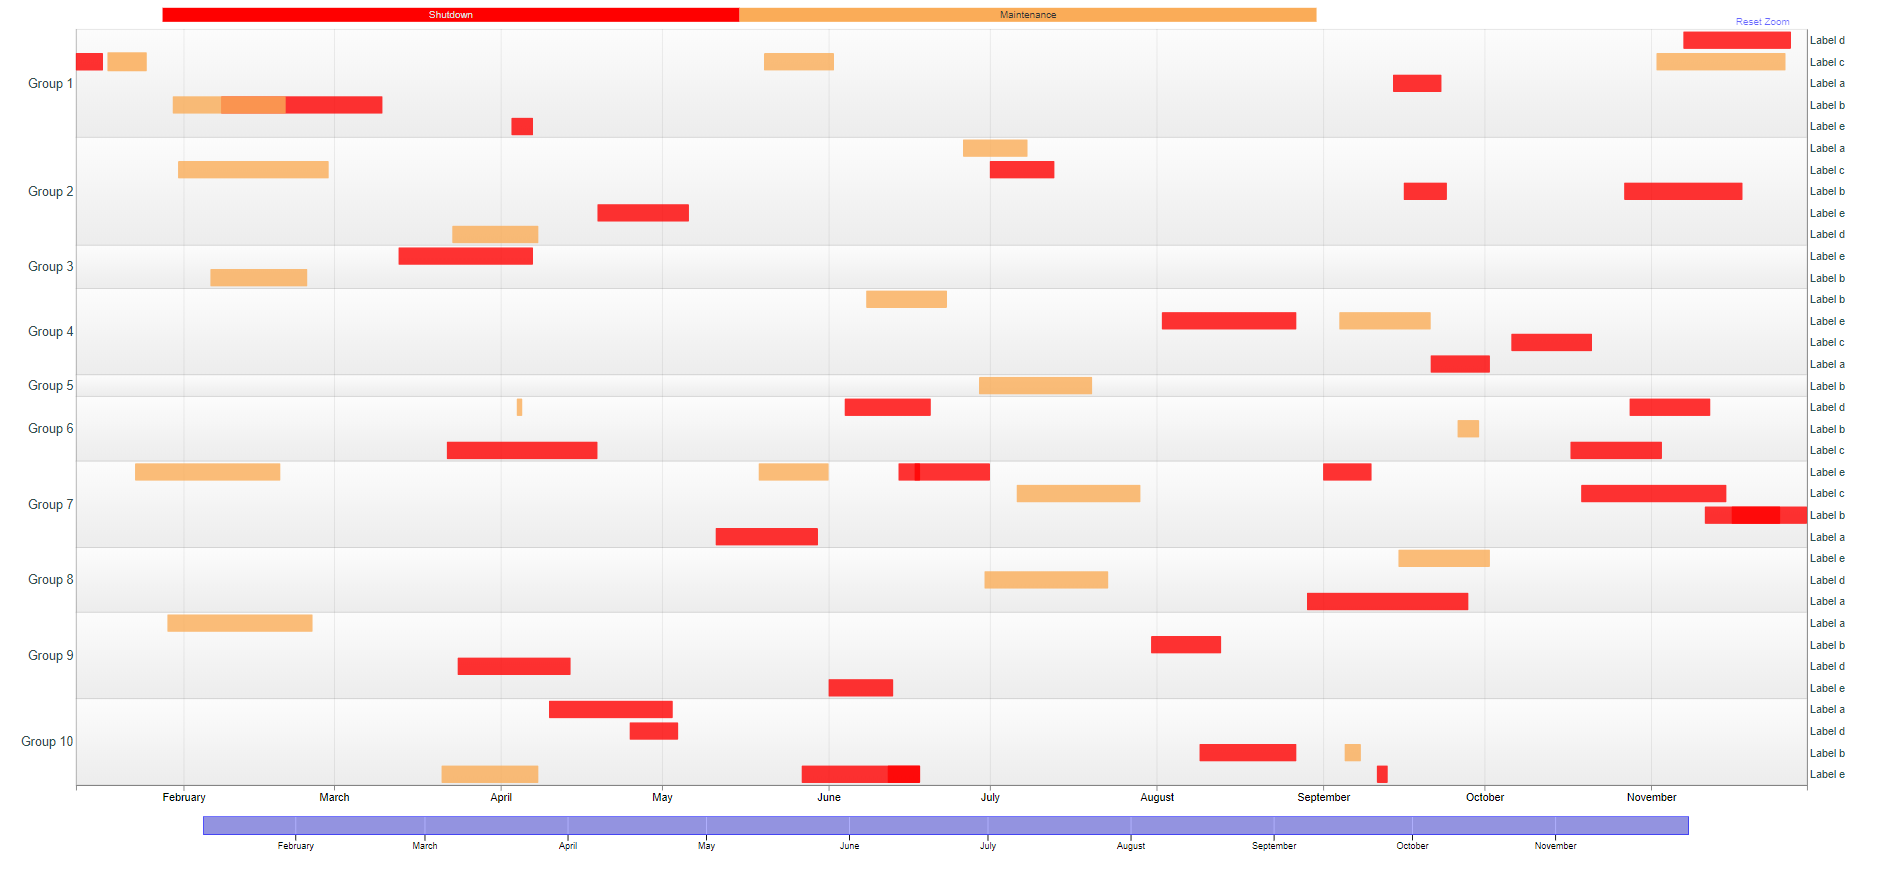 Shutdown
Maintenance
Reset Zoom
Group 1
Label d
Label c
Label a
Label b
Label e
Group 2
Label a
Label c
Label b
Label e
Label d
Group 3
Label e
Label b
Group 4
Label b
Label e
Label c
Label a
Group 5
Label b
Group 6
Label d
Label b
Label c
Group 7
Label e
Label c
Label b
Label a
Group 8
Label e
Label d
Label a
Group 9
Label a
Label b
Label d
Label e
Group 10
Label a
Label d
Label b
Label e
February March April May June July August September October November
February March April May June July August September October November